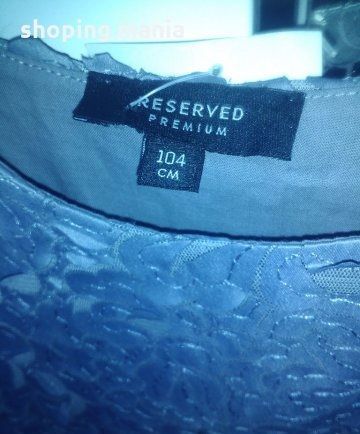 shoping mania
RESERVED
PREMIUM
104
CM